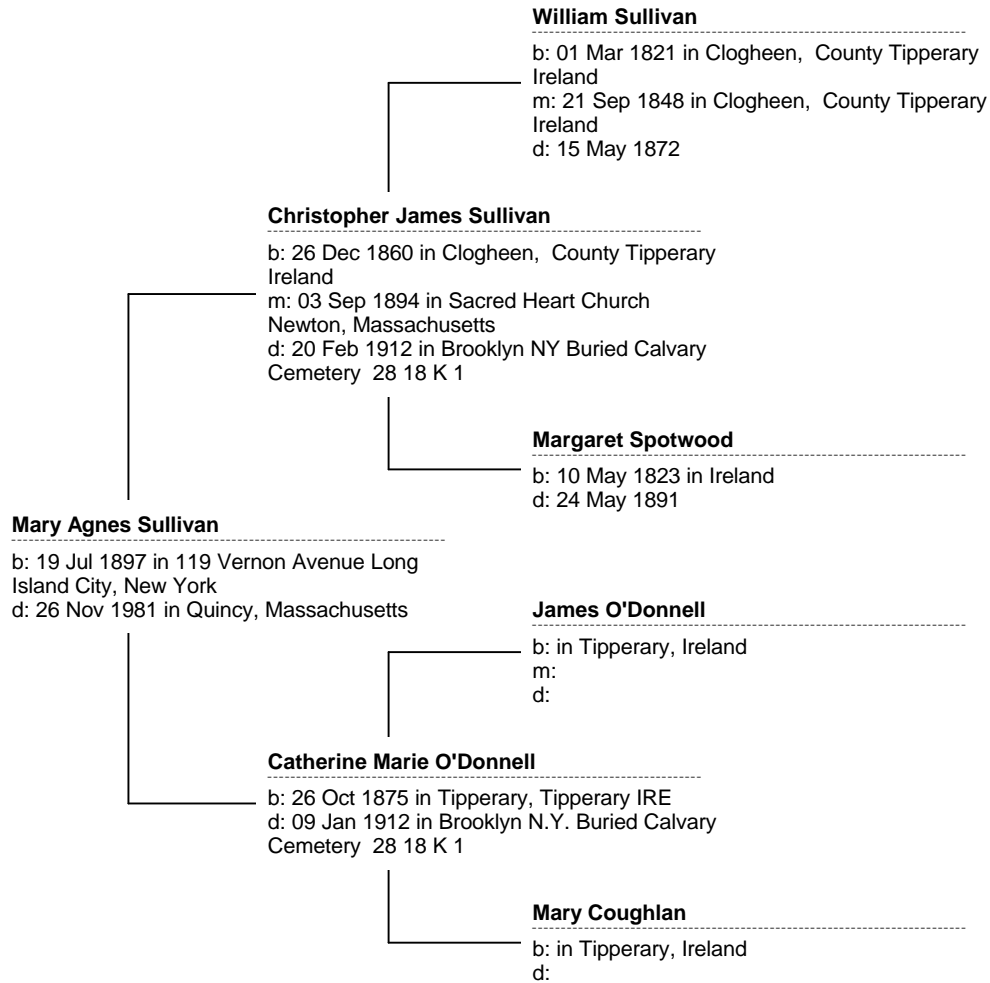 William Sullivan
b: 01 Mar 1821 in Clogheen,  County Tipperary
Ireland
m: 21 Sep 1848 in Clogheen,  County Tipperary
Ireland
d: 15 May 1872
Christopher James Sullivan
b: 26 Dec 1860 in Clogheen,  County Tipperary
Ireland
m: 03 Sep 1894 in Sacred Heart Church
Newton, Massachusetts
d: 20 Feb 1912 in Brooklyn NY Buried Calvary
Cemetery  28 18 K 1
Margaret Spotwood
b: 10 May 1823 in Ireland
d: 24 May 1891
Mary Agnes Sullivan
b: 19 Jul 1897 in 119 Vernon Avenue Long
Island City, New York
d: 26 Nov 1981 in Quincy, Massachusetts
James O'Donnell
b: in Tipperary, Ireland
m:
d:
Catherine Marie O'Donnell
b: 26 Oct 1875 in Tipperary, Tipperary IRE
d: 09 Jan 1912 in Brooklyn N.Y. Buried Calvary
Cemetery  28 18 K 1
Mary Coughlan
b: in Tipperary, Ireland
d: